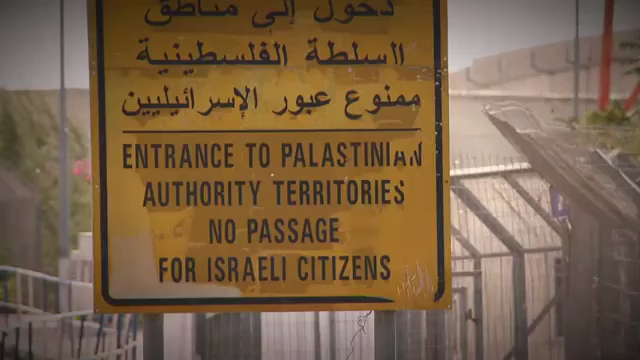 دخول إلى مناطق
السلطة الفلسطينية
ممنوع عبور الإسرائيليين
ENTRANCE TO PALASTINIAN
AUTHORITY TERRITORIES
NO PASSAGE
FOR ISRAELI CITIZENS